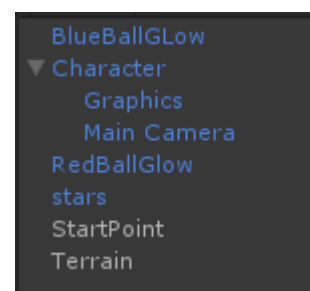 BlueBallGLow
Character
Graphics
Main Camera
RedBallGlow
stars
StartPoint
Terrain